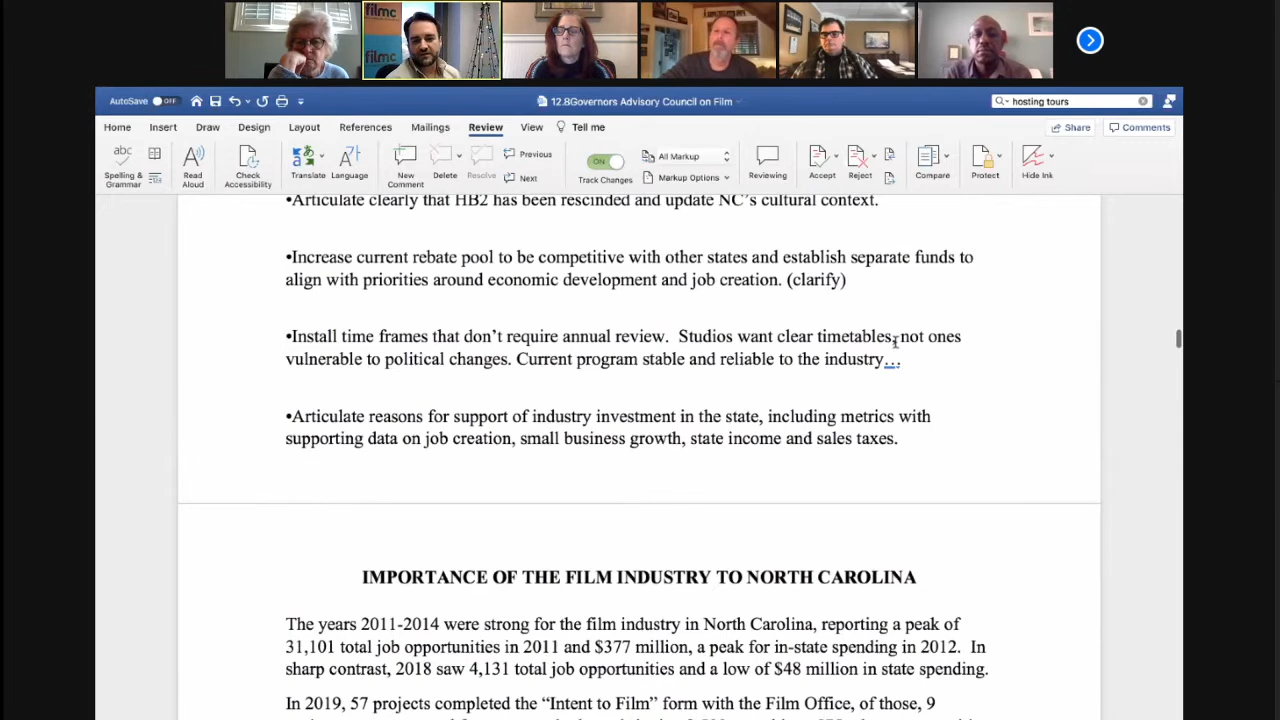 filmc
filmc
AutoSave OFF
12.8Governors Advisory Council on Film
hosting tours
Home Insert Draw Design Layout References Mailings Review View Tell me
Share Comments
abc
ON
All Markup
Previous
Spelling & Grammar
Read Aloud
Check Accessibility
Translate
Language
New Comment
Delete
Resolve
Next
Track Changes
Markup Options
Reviewing
Accept
Reject
Compare
Protect
Hide Ink
•Articulate clearly that HB2 has been rescinded and update NC's cultural context.
•Increase current rebate pool to be competitive with other states and establish separate funds to
align with priorities around economic development and job creation. (clarify)
•Install time frames that don't require annual review.  Studios want clear timetables, not ones
vulnerable to political changes. Current program stable and reliable to the industry…
•Articulate reasons for support of industry investment in the state, including metrics with
supporting data on job creation, small business growth, state income and sales taxes.
IMPORTANCE OF THE FILM INDUSTRY TO NORTH CAROLINA
The years 2011-2014 were strong for the film industry in North Carolina, reporting a peak of
31,101 total job opportunities in 2011 and $377 million, a peak for in-state spending in 2012.  In
sharp contrast, 2018 saw 4,131 total job opportunities and a low of $48 million in state spending.
In 2019, 57 projects completed the “Intent to Film” form with the Film Office, of those, 9